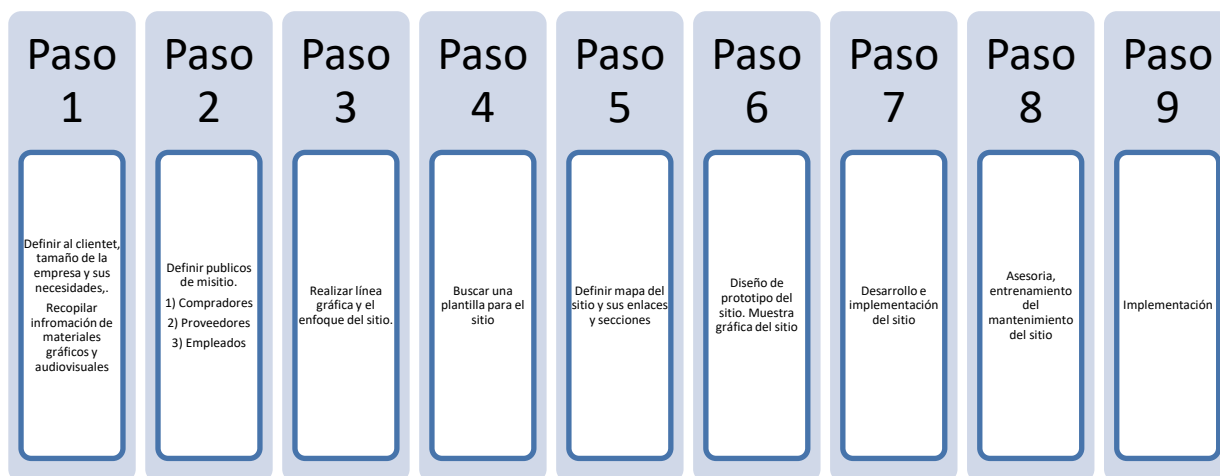 Paso
1
Definir al clientet,
tamaño de la
empresa y sus
necesidades,.
Recopilar
infromación de
materiales
gráficos y
audiovisuales
Paso
2
Definir publicos
de misitio.
1) Compradores
2) Proveedores
3) Empleados
Paso
3
Realizar línea
gráfica y el
enfoque del sitio.
Paso
4
Buscar una
plantilla para el
sitio
Paso
5
Definir mapa del
sitio y sus enlaces
y secciones
Paso
6
Diseño de
prototipo del
sitio. Muestra
gráfica del sitio
Paso
7
Desarrollo e
implementación
del sitio
Paso
8
Asesoria,
entrenamiento
del
mantenimiento
del sitio
Paso
9
Implementación